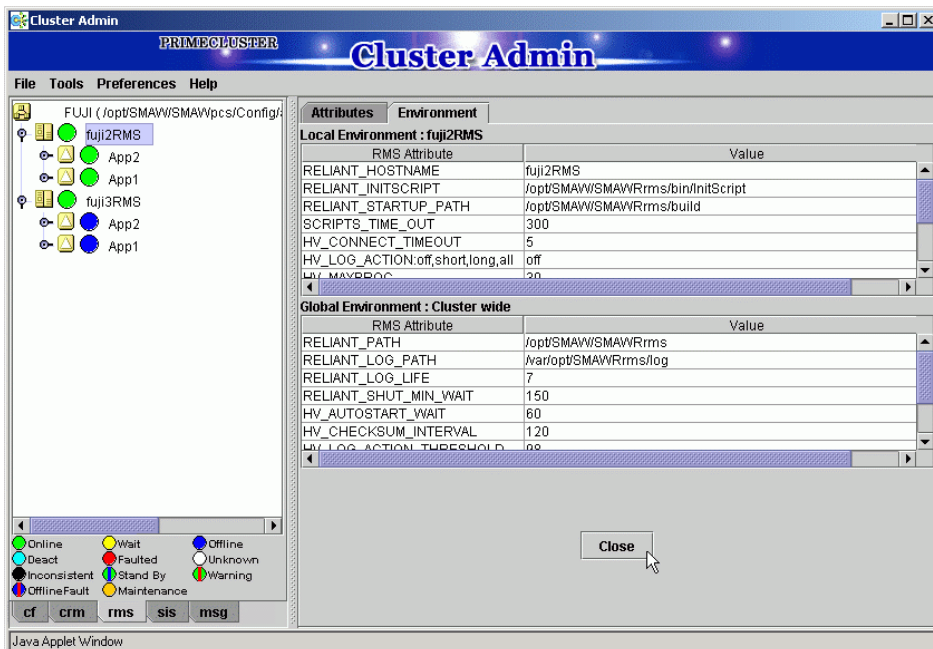 Cluster Admin
PRIMECLUSTER
Cluster Admin
File Tools Preferences Help
FUJI (/opt/SMAW/SMAWpcs/Config/
fuji2RMS
App2
App1
fuji3RMS
App2
App1
Online Wait Offline
Deact Faulted Unknown
Inconsistent Stand By Warning
OfflineFault Maintenance
cf crm rms sis msg
Attributes Environment
Local Environment : fuji2RMS
RMS Attribute Value
RELIANT_HOSTNAME fuji2RMS
RELIANT_INITSCRIPT /opt/SMAW/SMAWRrms/bin/InitScript
RELIANT_STARTUP_PATH /opt/SMAW/SMAWRrms/build
SCRIPTS_TIME_OUT 300
HV_CONNECT_TIMEOUT 5
HV_LOG_ACTION:off,short,long,all off
HV_MAXPROC 30
Global Environment : Cluster wide
RMS Attribute Value
RELIANT_PATH /opt/SMAW/SMAWRrms
RELIANT_LOG_PATH /var/opt/SMAWRrms/log
RELIANT_LOG_LIFE 7
RELIANT_SHUT_MIN_WAIT 150
HV_AUTOSTART_WAIT 60
HV_CHECKSUM_INTERVAL 120
HV_LOG_ACTION_THRESHOLD 98
Close
Java Applet Window